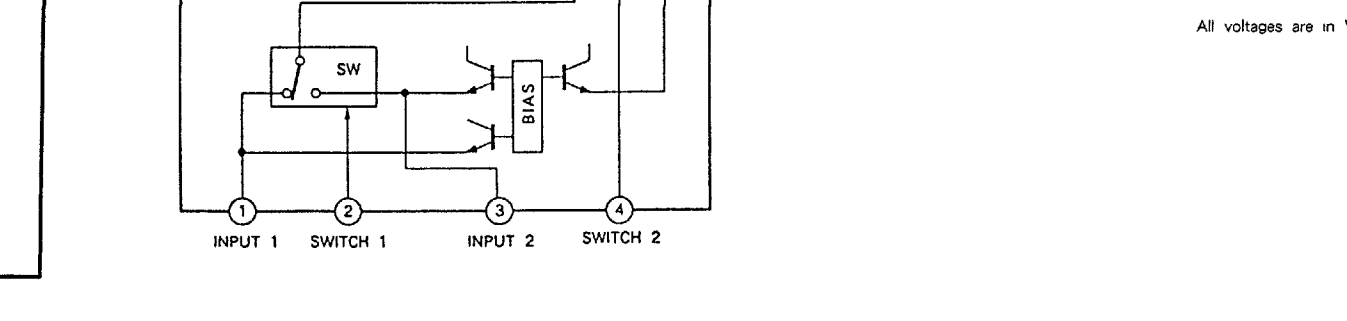 All voltages are in
SW
BIAS
1
2
3
4
INPUT 1
SWITCH 1
INPUT 2
SWITCH 2